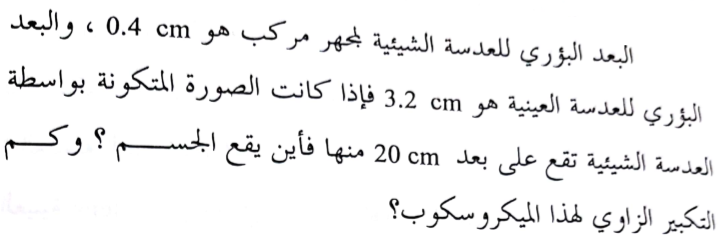 البعد البؤري للعدسة الشيئية لمجهر مركب هو 0.4 cm ، والبعد
البؤري للعدسة العينية هو 3.2 cm فإذا كانت الصورة المتكونة بواسطة
العدسة الشيئية تقع على بعد 20 cm منها فأين يقع الجسم ؟ وكم
التكبير الزاوي لهذا الميكروسكوب؟